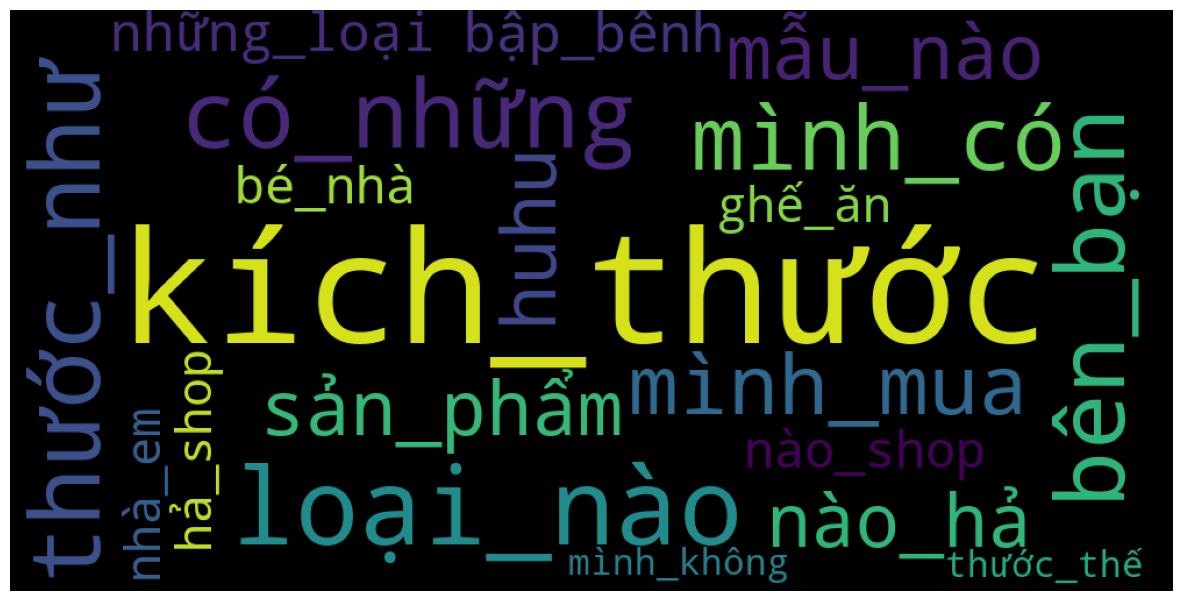 những_loại
bập_bênh
mẫu_nào
thước_như
có_những
mình_có
bên_bạn
bé_nhà
huhu
ghế_ăn
kích_thước
sản_phẩm
mình_mua
hả_shop
nhà_em
nào_shop
loại_nào
nào_hả
mình_không
thước_thế